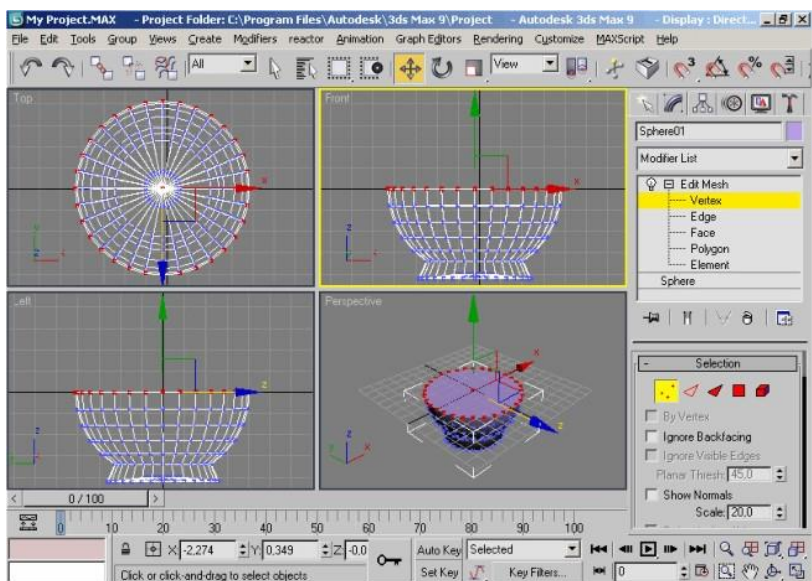 My Project.MAX - Project Folder: C:\Program Files\Autodesk\3ds Max 9\Project - Autodesk 3ds Max 9 - Display : Direct...
File Edit Tools Group Views Create Modifiers reactor Animation Graph Editors Rendering Customize MAXScript Help
All View 3 %
Top Front
x x
Sphere01
Modifier List
Edit Mesh
Vertex
Edge
Face
Polygon
Element
Sphere
Left Perspective
z x z
Selection
By Vertex
Ignore Backfacing
Ignore Visible Edges
Planar Thresh: 45,0
Show Normals
Scale: 20,0
< 0 / 100 >
0 10 20 30 40 50 60 70 80 90 100
X -2,274 Y: 0,349 Z: -0,0 Auto Key Selected
Click or click-and-drag to select objects Set Key Key Filters... 0